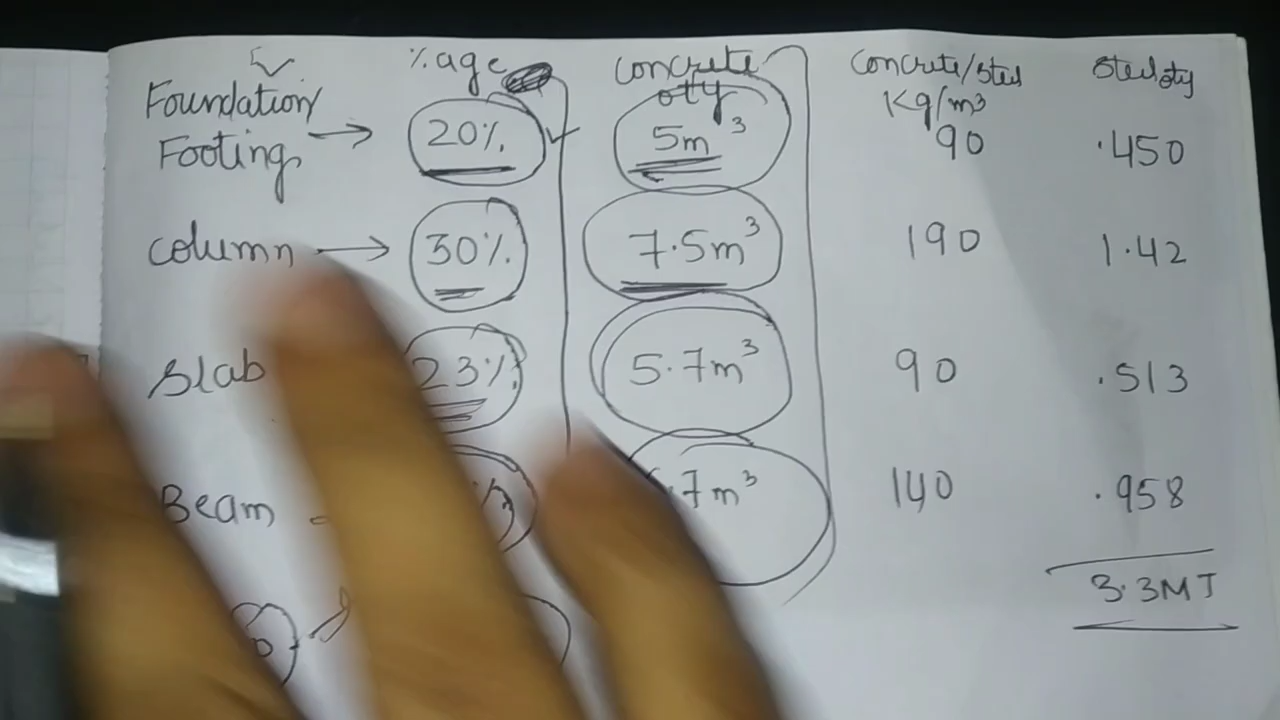 %age concrete Concrete/Steel Steel qty
Foundation qty Kg/m³
Footing → 20% 5m³ 90 .450
column → 30% 7.5m³ 190 1.42
Slab 23% 5.7m³ 90 .513
Beam % .7m³ 140 .958
3.3MT